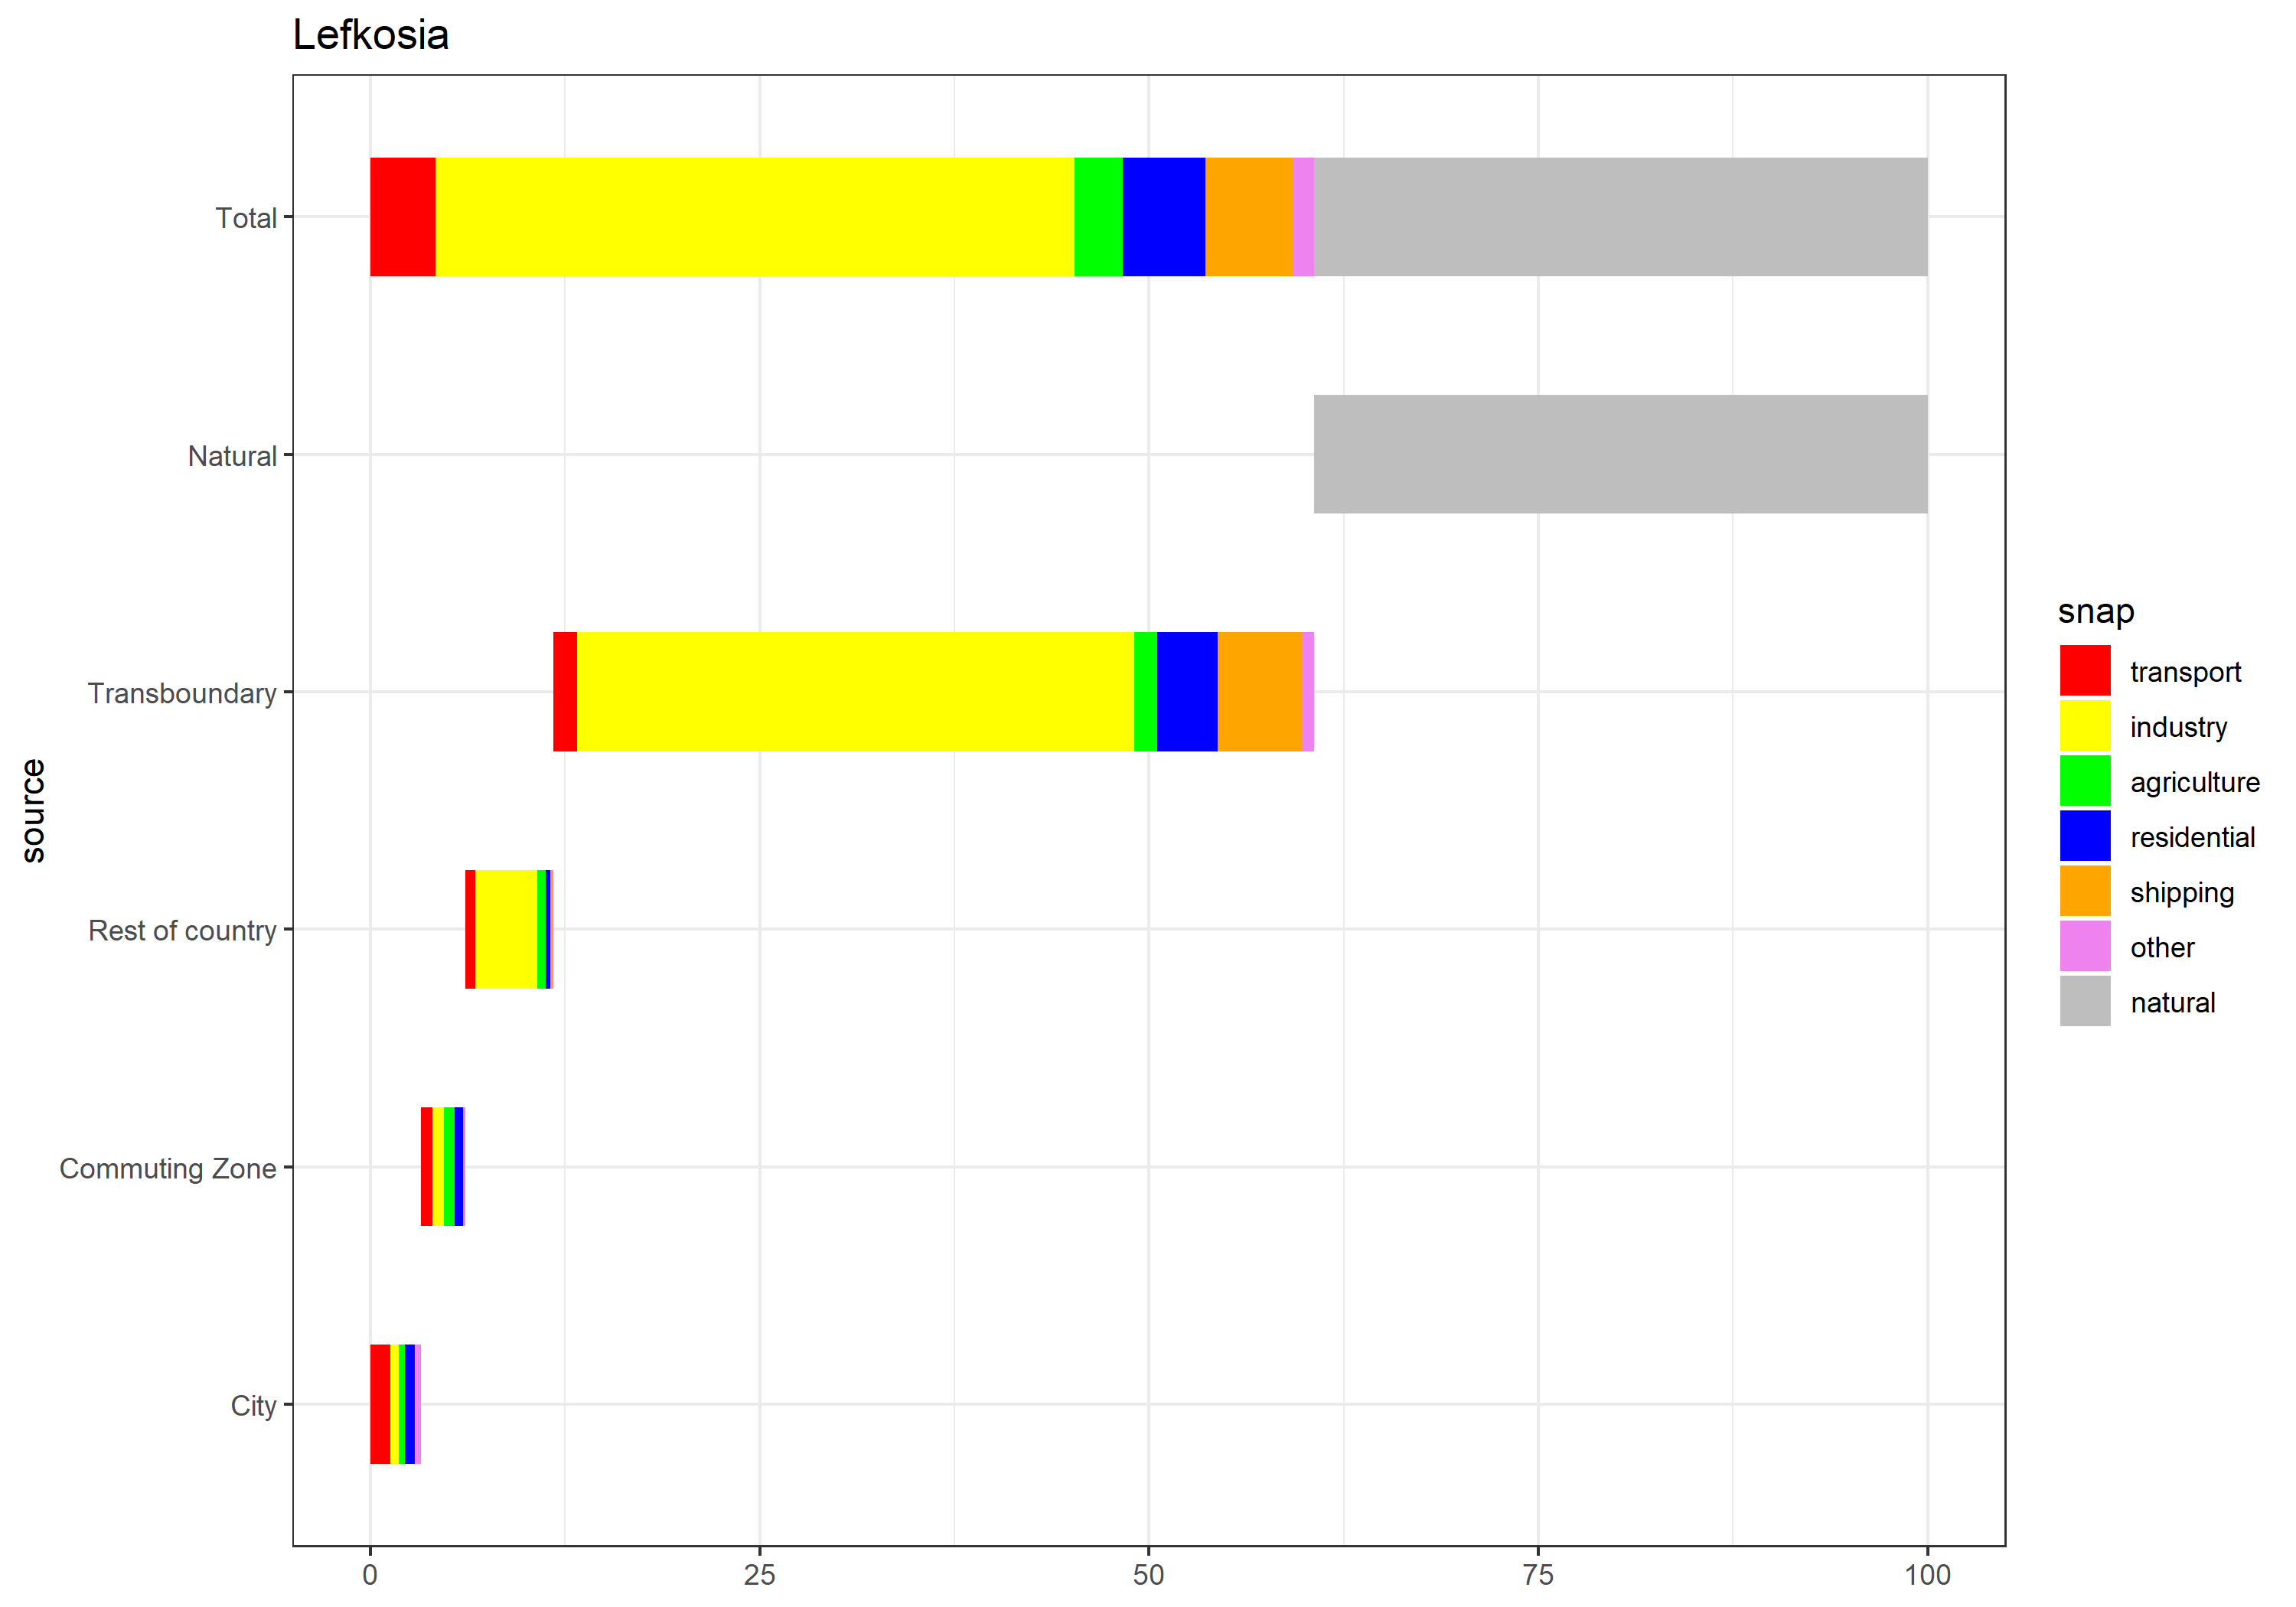 Lefkosia
Total
Natural
Transboundary
Rest of country
Commuting Zone
City
source
0 25 50 75 100
snap
transport
industry
agriculture
residential
shipping
other
natural